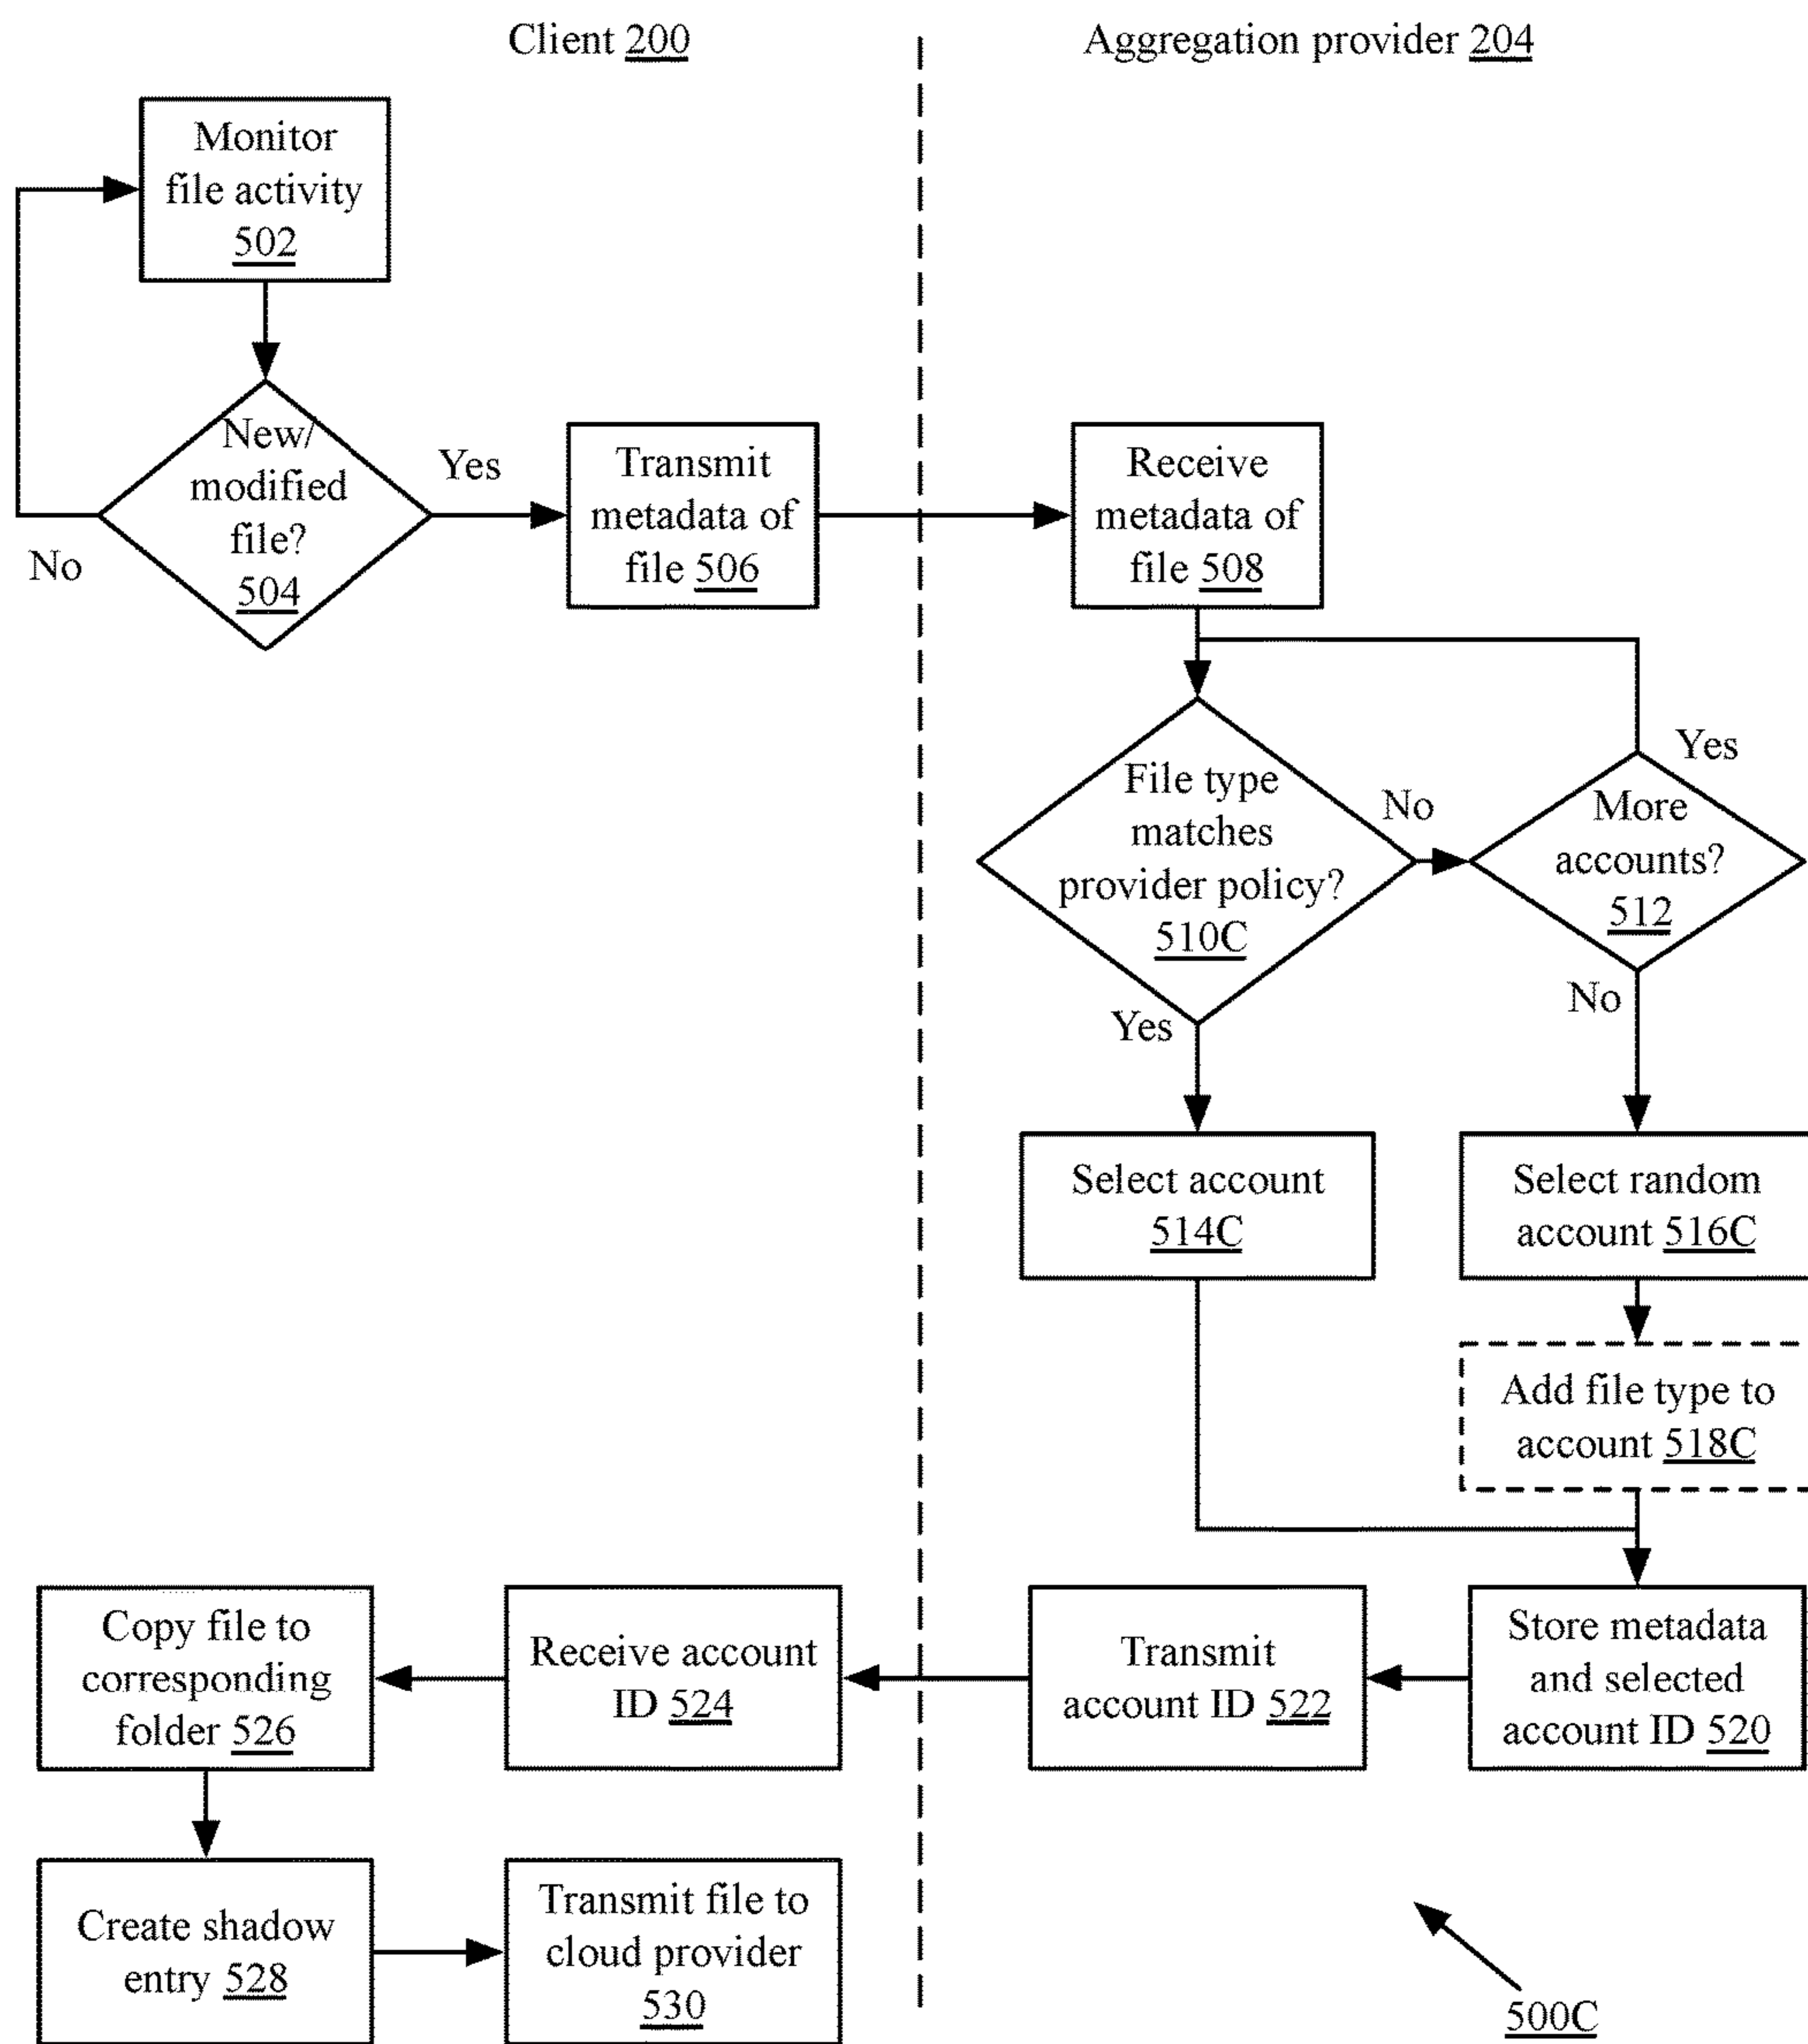 Client 200
Aggregation provider 204
Monitor
file activity
502
New/
modified
file?
504
Yes
No
Transmit
metadata of
file 506
Receive
metadata of
file 508
File type
matches
provider policy?
510C
No
Yes
More
accounts?
512
Yes
No
Select account
514C
Select random
account 516C
Add file type to
account 518C
Store metadata
and selected
account ID 520
Transmit
account ID 522
Receive account
ID 524
Copy file to
corresponding
folder 526
Create shadow
entry 528
Transmit file to
cloud provider
530
500C